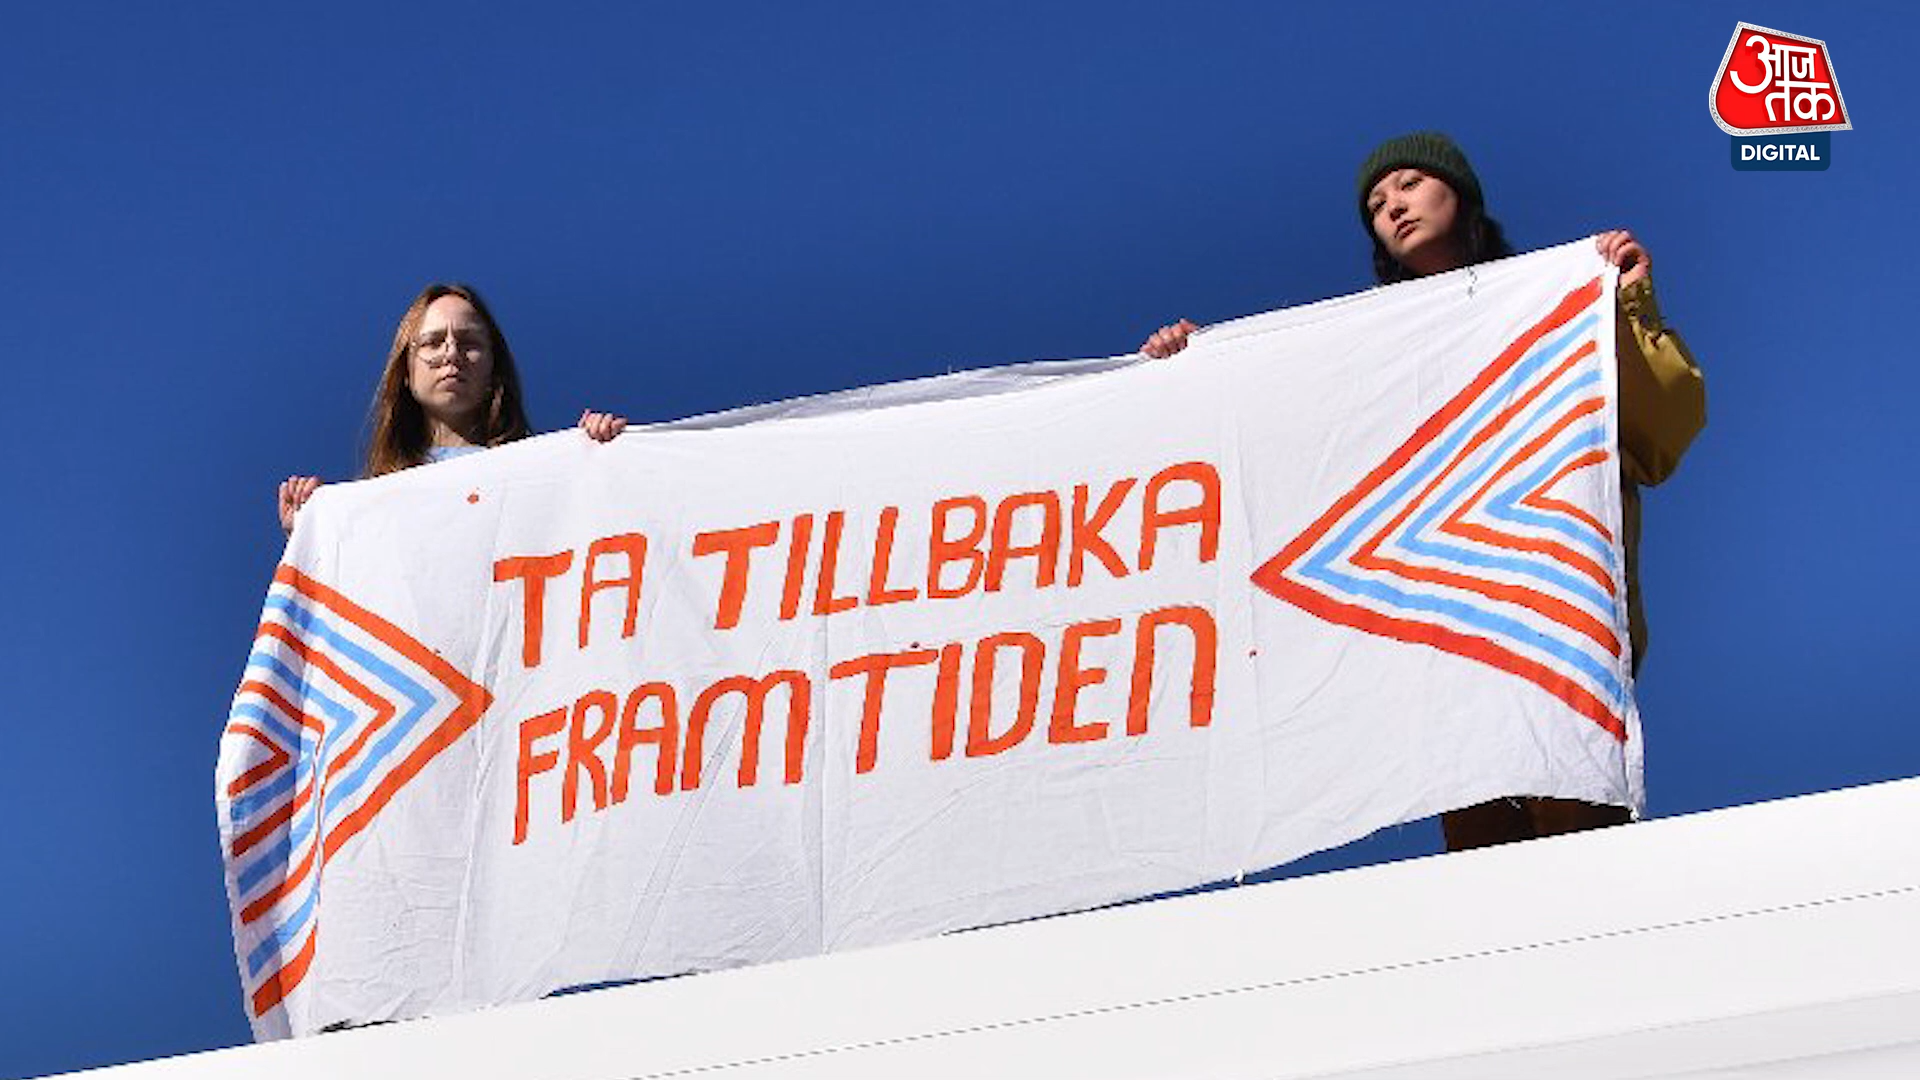 आज
तक
DIGITAL
TA TILLBAKA
FRAMTIDEN